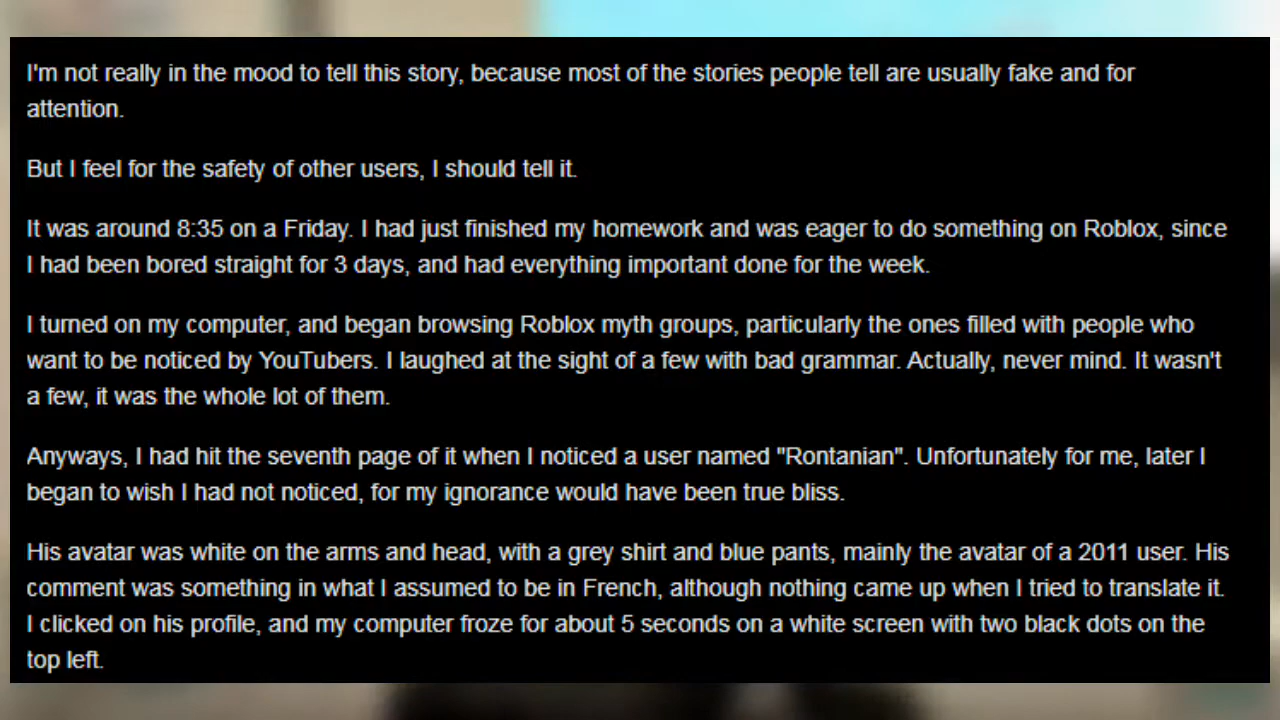 I'm not really in the mood to tell this story, because most of the stories people tell are usually fake and for
attention.
But I feel for the safety of other users, I should tell it.
It was around 8:35 on a Friday. I had just finished my homework and was eager to do something on Roblox, since
I had been bored straight for 3 days, and had everything important done for the week.
I turned on my computer, and began browsing Roblox myth groups, particularly the ones filled with people who
want to be noticed by YouTubers. I laughed at the sight of a few with bad grammar. Actually, never mind. It wasn't
a few, it was the whole lot of them.
Anyways, I had hit the seventh page of it when I noticed a user named "Rontanian". Unfortunately for me, later I
began to wish I had not noticed, for my ignorance would have been true bliss.
His avatar was white on the arms and head, with a grey shirt and blue pants, mainly the avatar of a 2011 user. His
comment was something in what I assumed to be in French, although nothing came up when I tried to translate it.
I clicked on his profile, and my computer froze for about 5 seconds on a white screen with two black dots on the
top left.